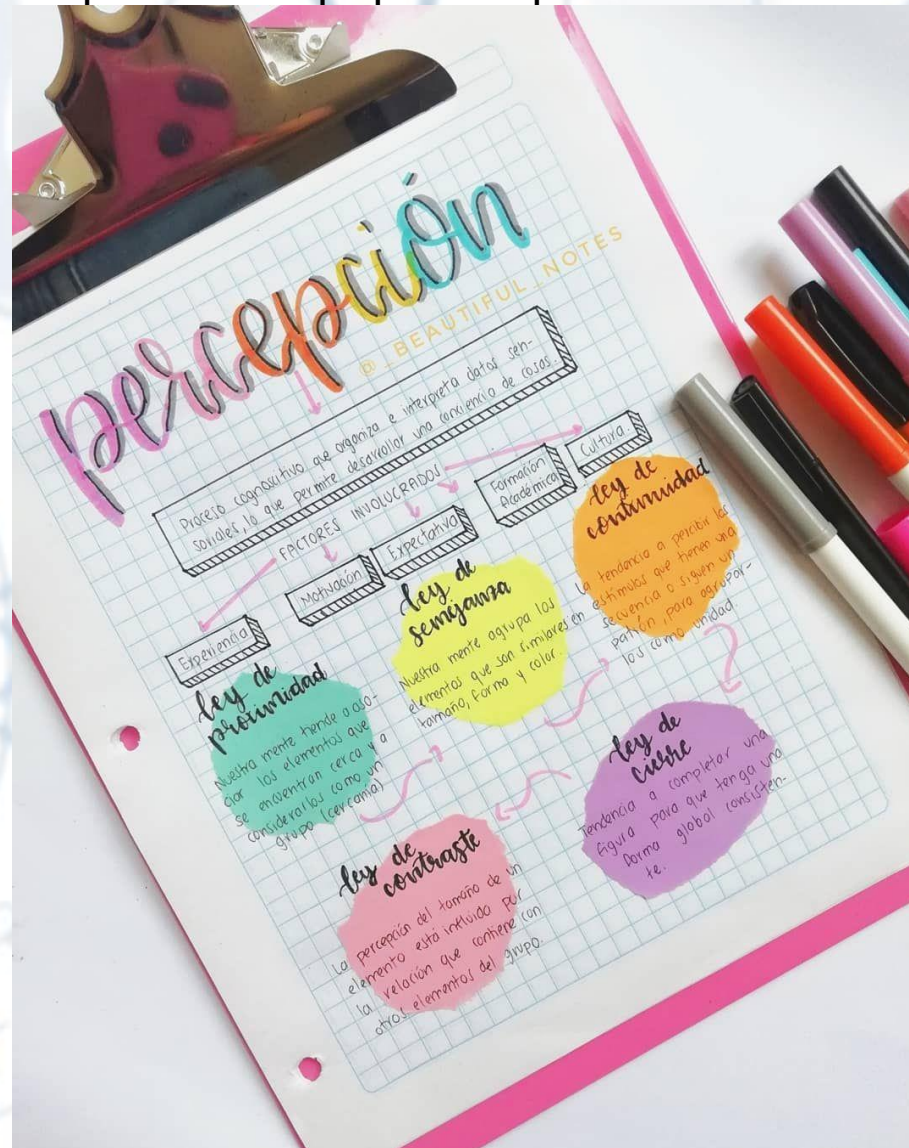 percepción
@_BEAUTIFUL_NOTES
Proceso cognoscitivo que organiza e interpreta datos sen-
soriales, lo que permite desarrollar una conciencia de cosas.
FACTORES INVOLUCRADOS
Experiencia
Motivación
Expectativa
Formación
Académica
Cultura.
ley de
proximidad
Nuestra mente tiende a aso-
ciar los elementos que
se encuentran cerca y a
considerarlos como un
grupo (cercanía)
ley de
semejanza
Nuestra mente agrupa los
elementos que son similares en
tamaño, forma y color.
ley de
continuidad
La tendencia a percibir los
estímulos que tienen una
secuencia o siguen un
patrón, para agrupar-
los como unidad.
ley de
cierre
Tendencia a completar una
figura para que tenga una
forma global consisten-
te.
ley de
contraste
La percepción del tamaño de un
elemento está influido por
la relación que contiene con
otros elementos del grupo.